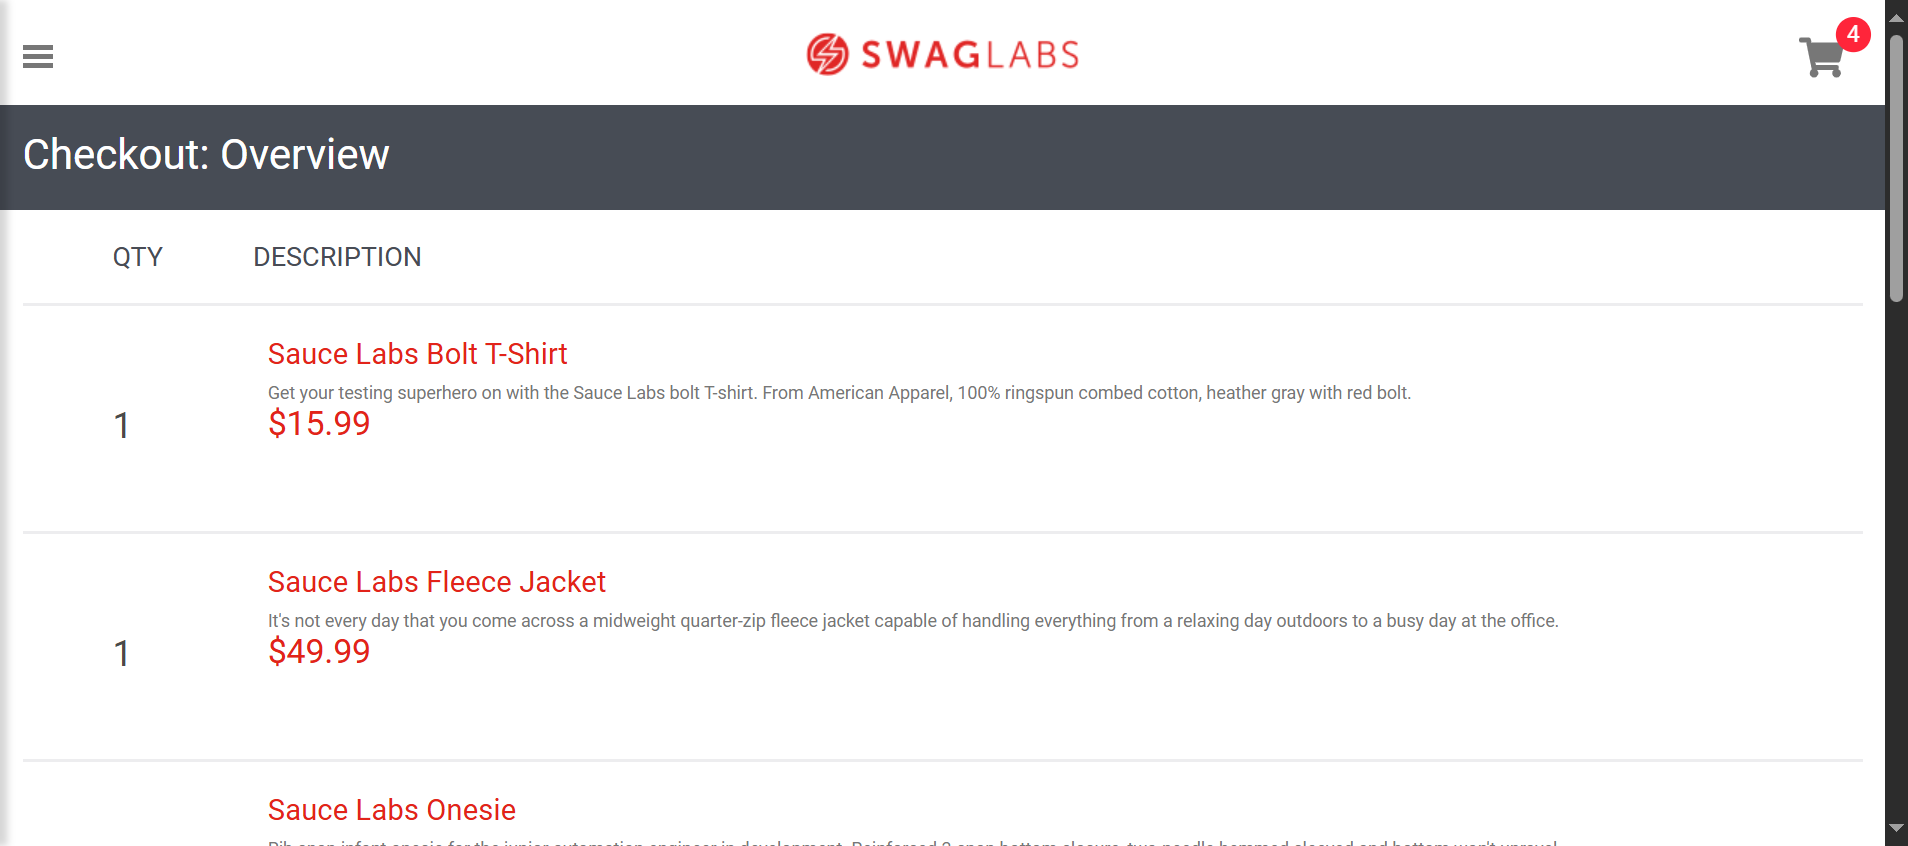 SWAGLABS
4
Checkout: Overview
QTY DESCRIPTION
Sauce Labs Bolt T-Shirt
Get your testing superhero on with the Sauce Labs bolt T-shirt. From American Apparel, 100% ringspun combed cotton, heather gray with red bolt.
1
$15.99
Sauce Labs Fleece Jacket
It's not every day that you come across a midweight quarter-zip fleece jacket capable of handling everything from a relaxing day outdoors to a busy day at the office.
1
$49.99
Sauce Labs Onesie